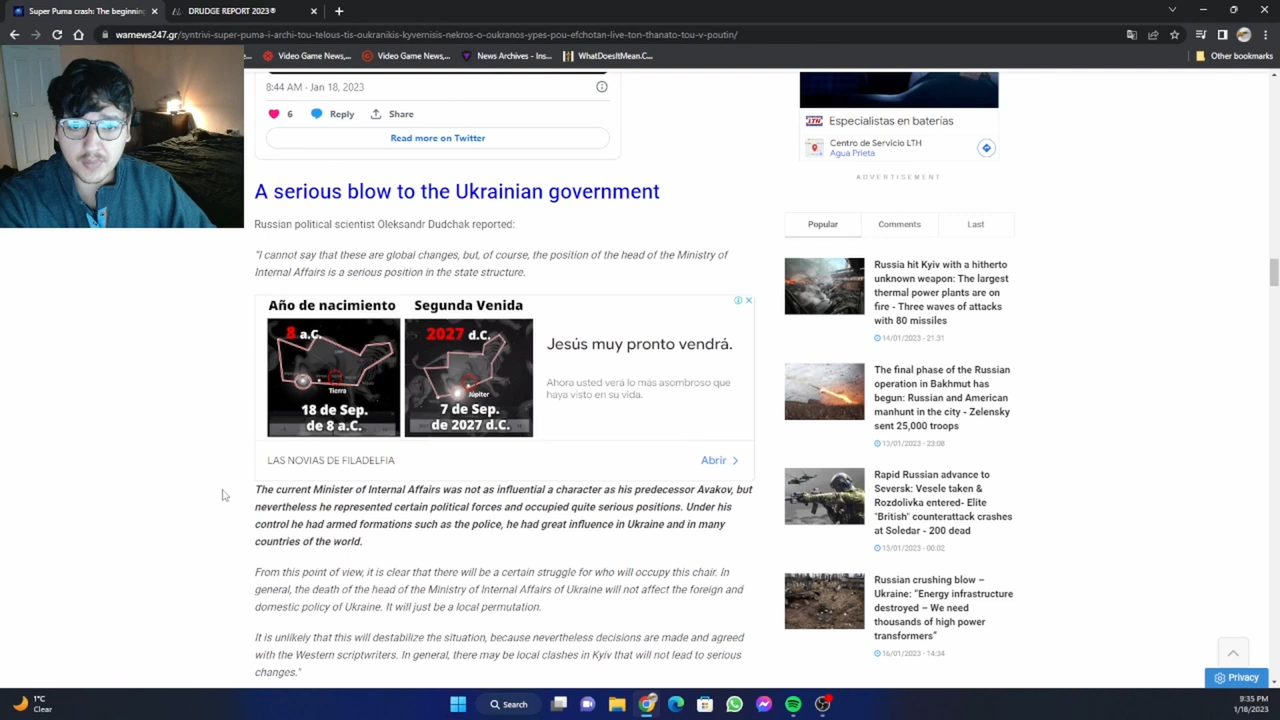 Super Puma crash: The beginning
DRUDGE REPORT 2023®
warnews247.gr/syntrivi-super-pouma-i-archi-tou-telous-tis-oukranikis-kyvernisis-nekros-o-oukranos-ypes-pou-efchotan-live-ton-thanato-tou-v-poutin/
Video Game News,...
Video Game News,...
News Archives - Ins...
WhatDoesItMean.C...
Other bookmarks
8:44 AM · Jan 18, 2023
6
Reply
Share
Read more on Twitter
A serious blow to the Ukrainian government
Russian political scientist Oleksandr Dudchak reported:
"I cannot say that these are global changes, but, of course, the position of the head of the Ministry of
Internal Affairs is a serious position in the state structure.
Año de nacimiento
Segunda Venida
8 a.C.
Tierra
18 de Sep.
de 8 a.C.
2027 d.C.
Júpiter
7 de Sep.
de 2027 d.C.
Jesús muy pronto vendrá.
Ahora usted verá lo más asombroso que
haya visto en su vida.
LAS NOVIAS DE FILADELFIA
Abrir
The current Minister of Internal Affairs was not as influential a character as his predecessor Avakov, but
nevertheless he represented certain political forces and occupied quite serious positions. Under his
control he had armed formations such as the police, he had great influence in Ukraine and in many
countries of the world.
From this point of view, it is clear that there will be a certain struggle for who will occupy this chair. In
general, the death of the head of the Ministry of Internal Affairs of Ukraine will not affect the foreign and
domestic policy of Ukraine. It will just be a local permutation.
It is unlikely that this will destabilize the situation, because nevertheless decisions are made and agreed
with the Western scriptwriters. In general, there may be local clashes in Kyiv that will not lead to serious
changes."
LTH
Especialistas en baterías
Centro de Servicio LTH
Agua Prieta
ADVERTISEMENT
Popular
Comments
Last
Russia hit Kyiv with a hitherto
unknown weapon: The largest
thermal power plants are on
fire - Three waves of attacks
with 80 missiles
14/01/2023 - 21:31
The final phase of the Russian
operation in Bakhmut has
begun: Russian and American
manhunt in the city - Zelensky
sent 25,000 troops
13/01/2023 - 23:08
Rapid Russian advance to
Seversk: Vesele taken &
Rozdolivka entered- Elite
"British" counterattack crashes
at Soledar - 200 dead
13/01/2023 - 00:02
Russian crushing blow –
Ukraine: "Energy infrastructure
destroyed – We need
thousands of high power
transformers"
16/01/2023 - 14:34
Privacy
1°C
Clear
Search
9:35 PM
1/18/2023